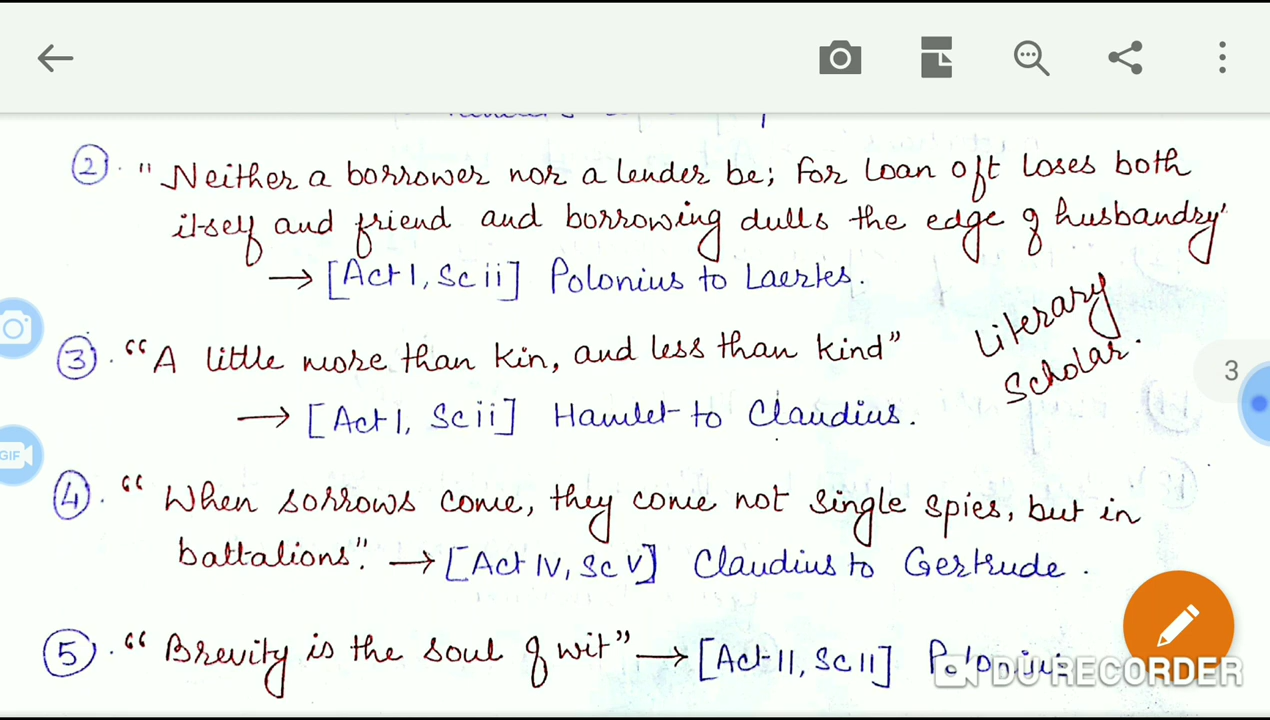 ② . "Neither a borrower nor a lender be; for loan oft loses both
itself and friend and borrowing dulls the edge of husbandry"
→ [Act I, Sc ii] Polonius to Laertes.
Literary
Scholar.
③ . "A little more than kin, and less than kind"
3
→ [Act I, Sc ii] Hamlet to Claudius.
GIF
④ . "When sorrows come, they come not single spies, but in
battalions". → [Act IV, Sc V] Claudius to Gertrude .
⑤ . "Brevity is the soul of wit" → [Act II, Sc II] Polonius
DU RECORDER